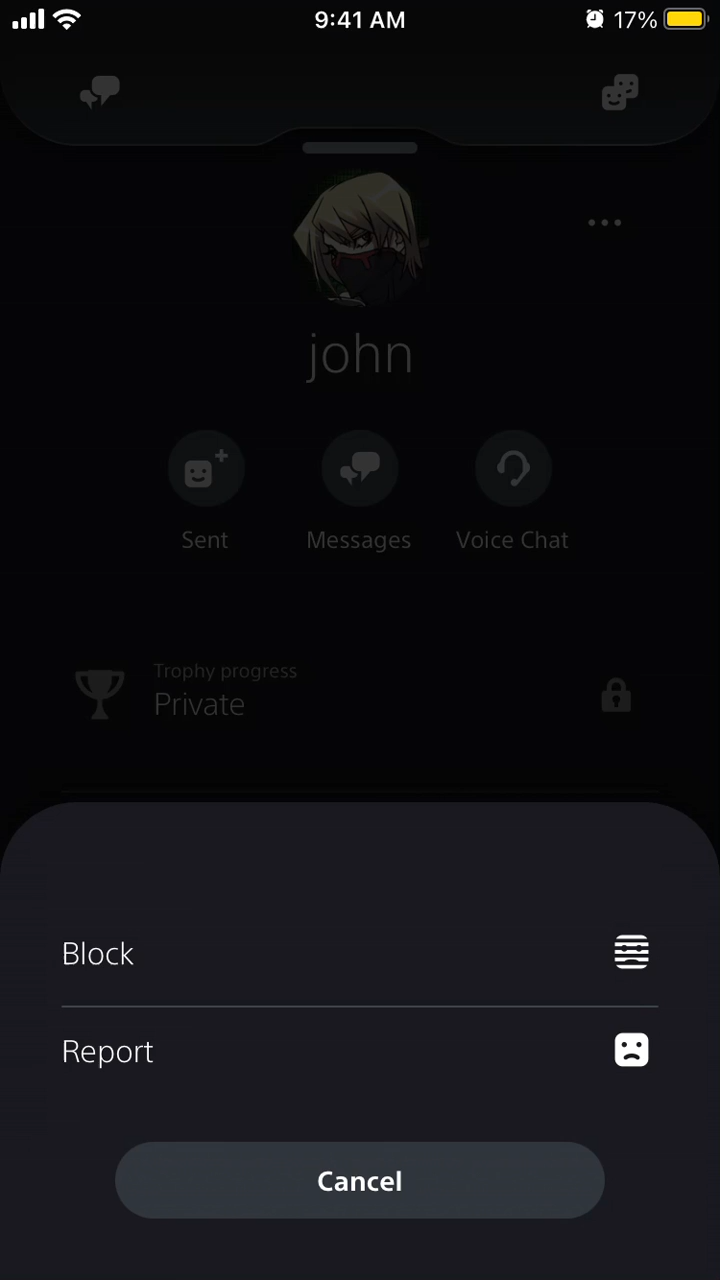 9:41 AM
17%
john
Sent
Messages
Voice Chat
Trophy progress
Private
Block
Report
Cancel